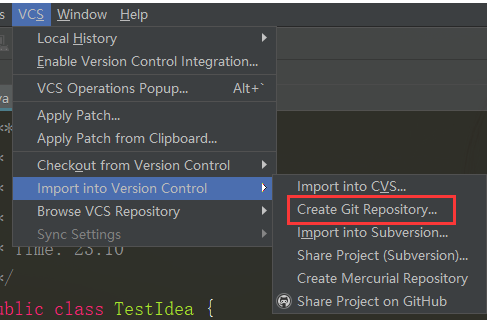 VCS Window Help
Local History
Enable Version Control Integration...
VCS Operations Popup... Alt+`
Apply Patch...
Apply Patch from Clipboard...
Checkout from Version Control
Import into Version Control
Browse VCS Repository
Sync Settings
Import into CVS...
Create Git Repository...
Import into Subversion...
Share Project (Subversion)...
Create Mercurial Repository
Share Project on GitHub
* Time: 23:10
*/
public class TestIdea {